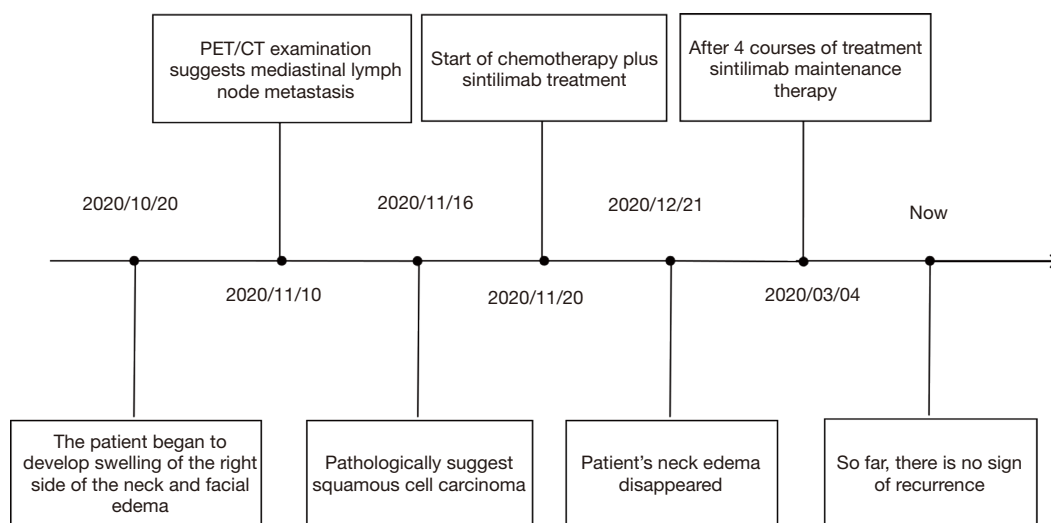 PET/CT examination
suggests mediastinal lymph
node metastasis
Start of chemotherapy plus
sintilimab treatment
After 4 courses of treatment
sintilimab maintenance
therapy
2020/10/20
2020/11/16
2020/12/21
Now
2020/11/10
2020/11/20
2020/03/04
The patient began to
develop swelling of the right
side of the neck and facial
edema
Pathologically suggest
squamous cell carcinoma
Patient's neck edema
disappeared
So far, there is no sign
of recurrence